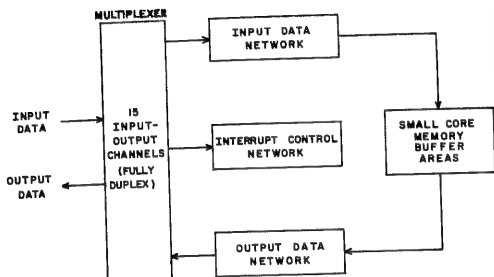 MULTIPLEXER
INPUT DATA
NETWORK
15
INPUT-
OUTPUT
CHANNELS
(FULLY
DUPLEX)
INPUT
DATA
OUTPUT
DATA
INTERRUPT CONTROL
NETWORK
SMALL CORE
MEMORY
BUFFER
AREAS
OUTPUT DATA
NETWORK